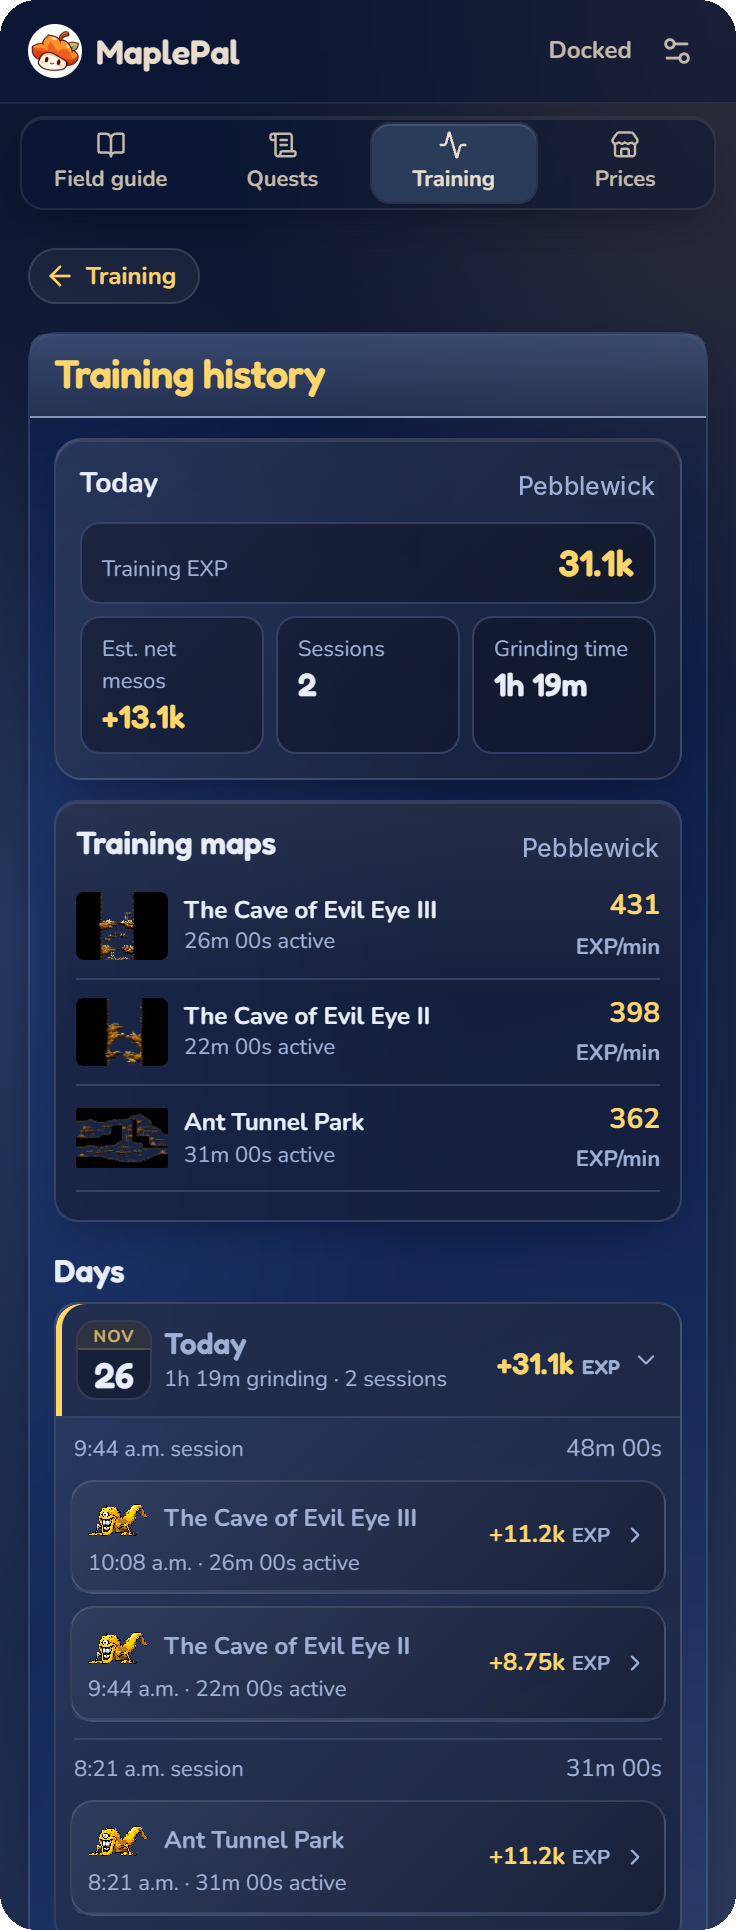 MaplePal
Docked
Field guide
Quests
Training
Prices
Training
Training history
Today
Pebblewick
Training EXP
31.1k
Est. net
mesos
+13.1k
Sessions
2
Grinding time
1h 19m
Training maps
Pebblewick
The Cave of Evil Eye III
26m 00s active
431
EXP/min
The Cave of Evil Eye II
22m 00s active
398
EXP/min
Ant Tunnel Park
31m 00s active
362
EXP/min
Days
NOV
26
Today
1h 19m grinding · 2 sessions
+31.1k EXP
9:44 a.m. session
48m 00s
The Cave of Evil Eye III
10:08 a.m. · 26m 00s active
+11.2k EXP
The Cave of Evil Eye II
9:44 a.m. · 22m 00s active
+8.75k EXP
8:21 a.m. session
31m 00s
Ant Tunnel Park
8:21 a.m. · 31m 00s active
+11.2k EXP